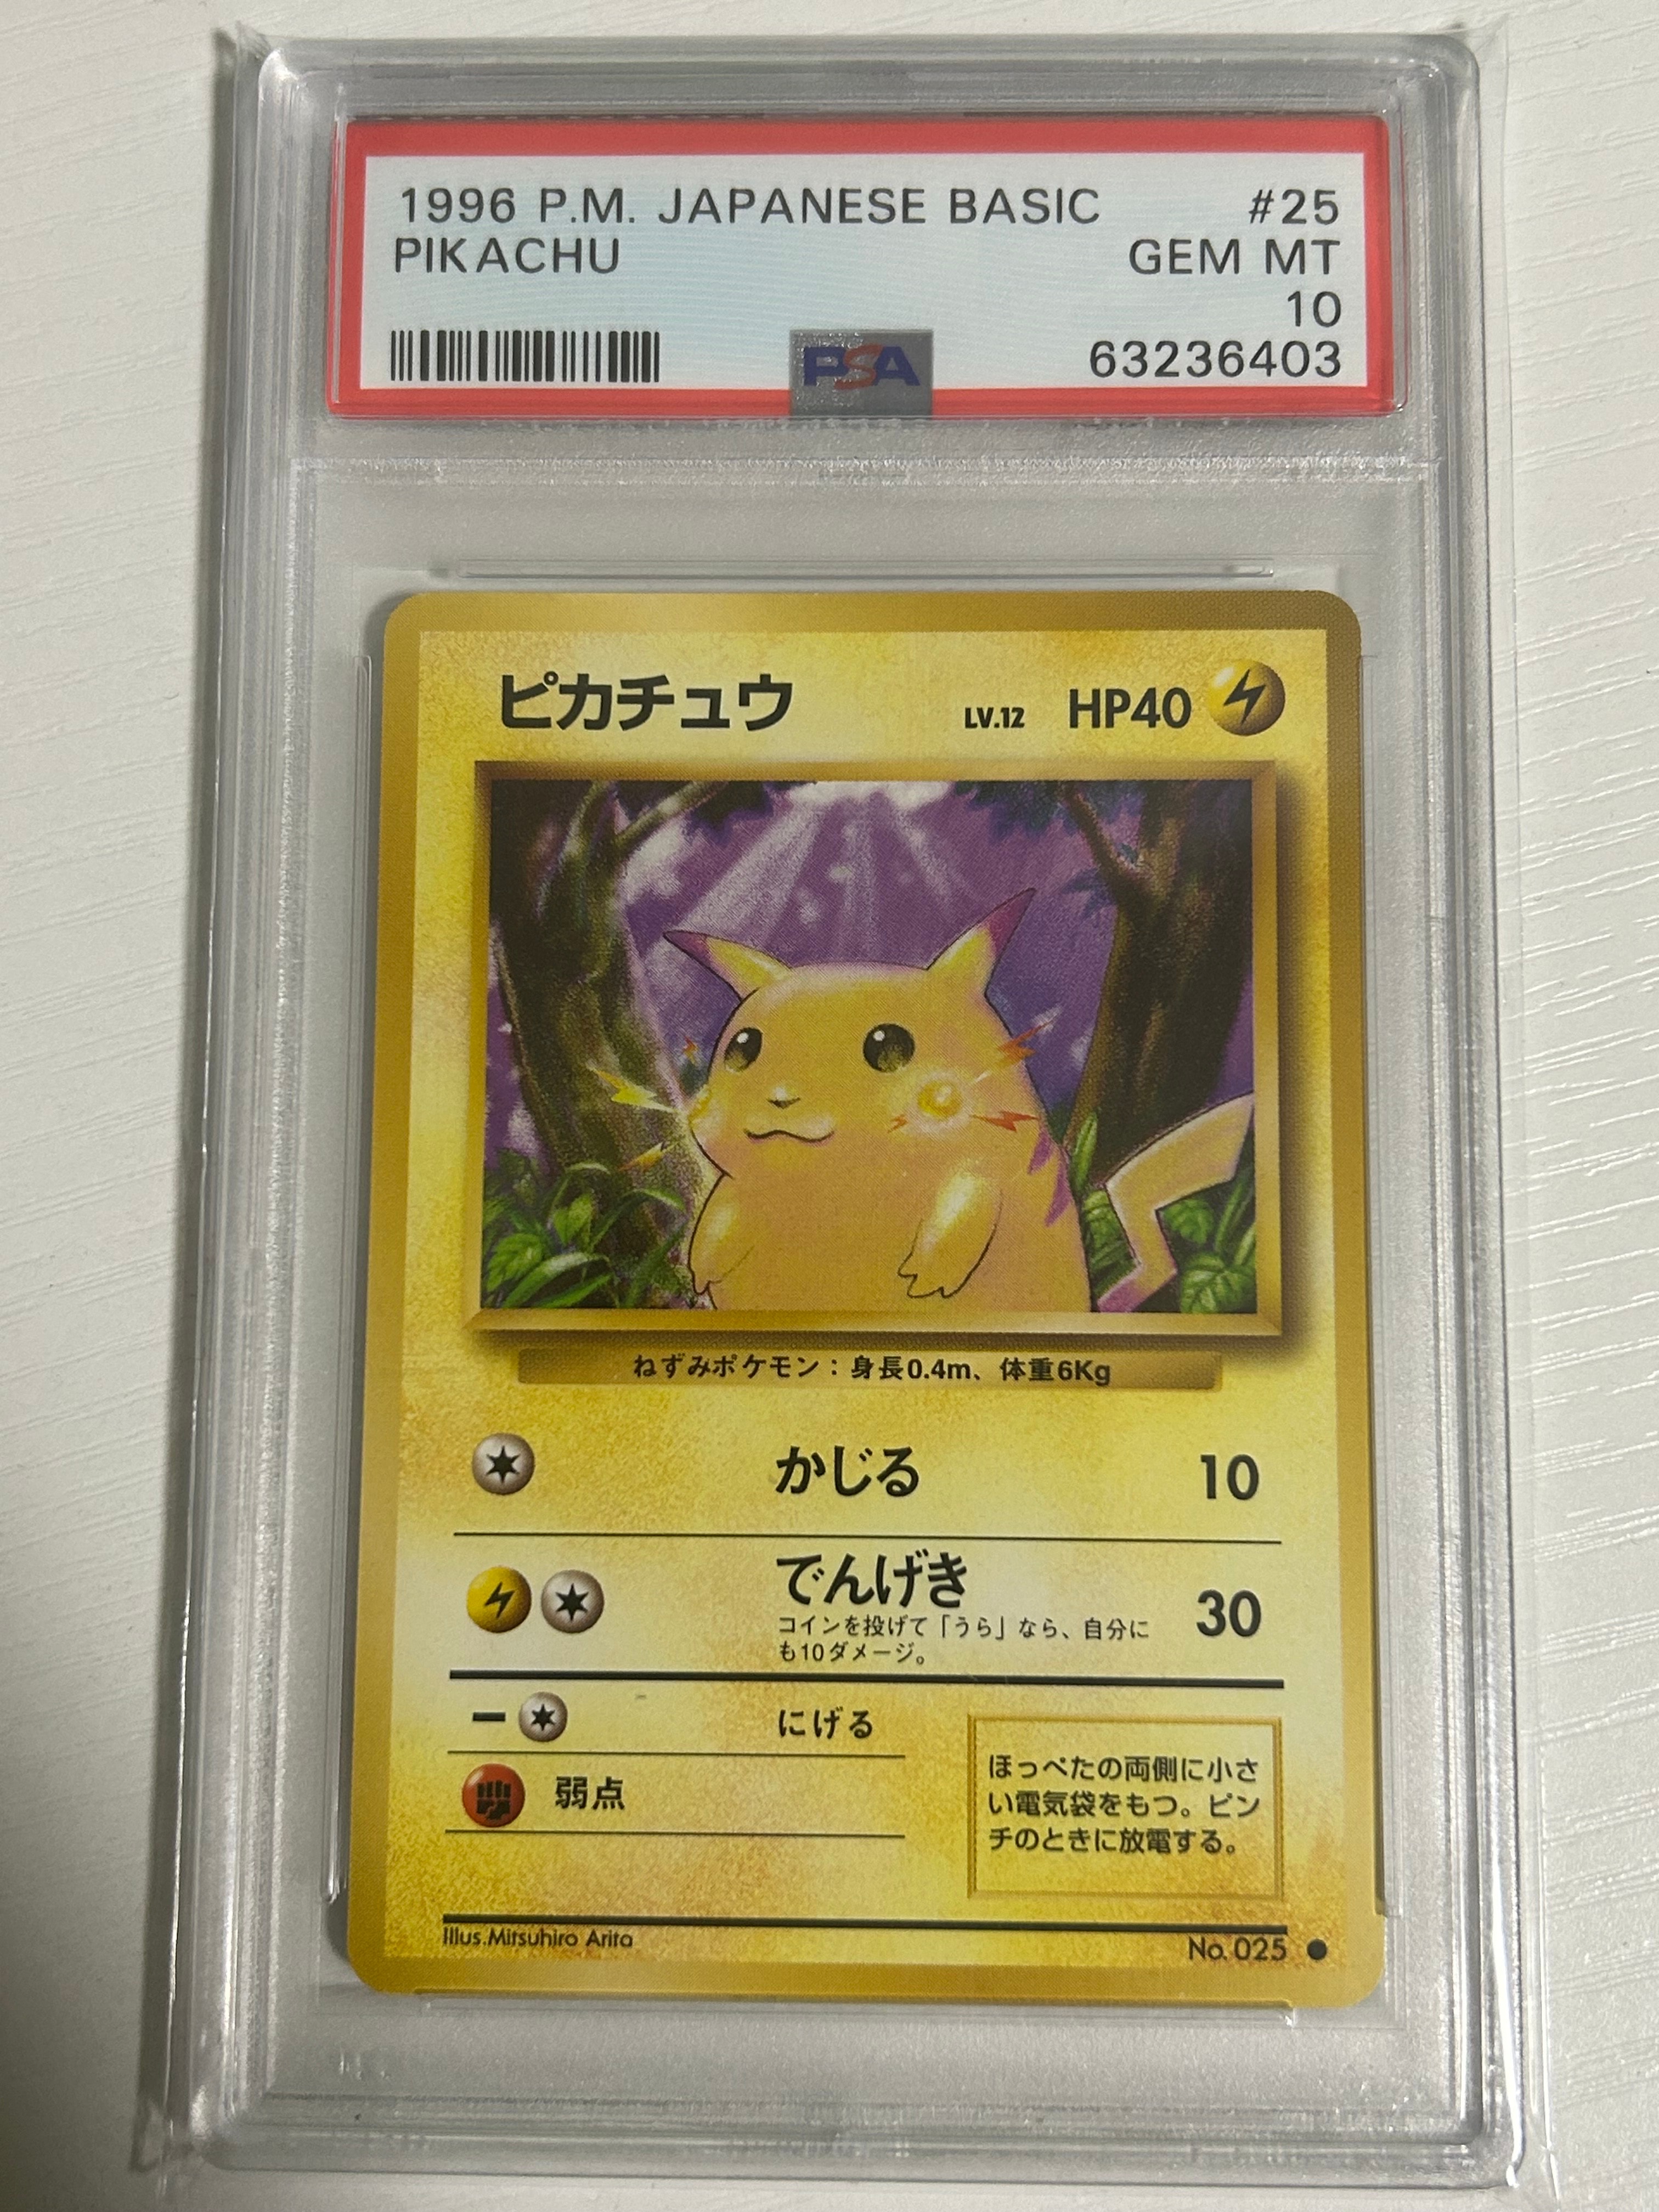 1996 P.M. JAPANESE BASIC #25
PIKACHU GEM MT
10
PSA 63236403
ピカチュウ LV.12 HP40
ねずみポケモン：身長0.4m、体重6Kg
かじる 10
でんげき 30
コインを投げて「うら」なら、自分に
も10ダメージ。
にげる
弱点
ほっぺたの両側に小さ
い電気袋をもつ。ピン
チのときに放電する。
Illus.Mitsuhiro Arita No.025